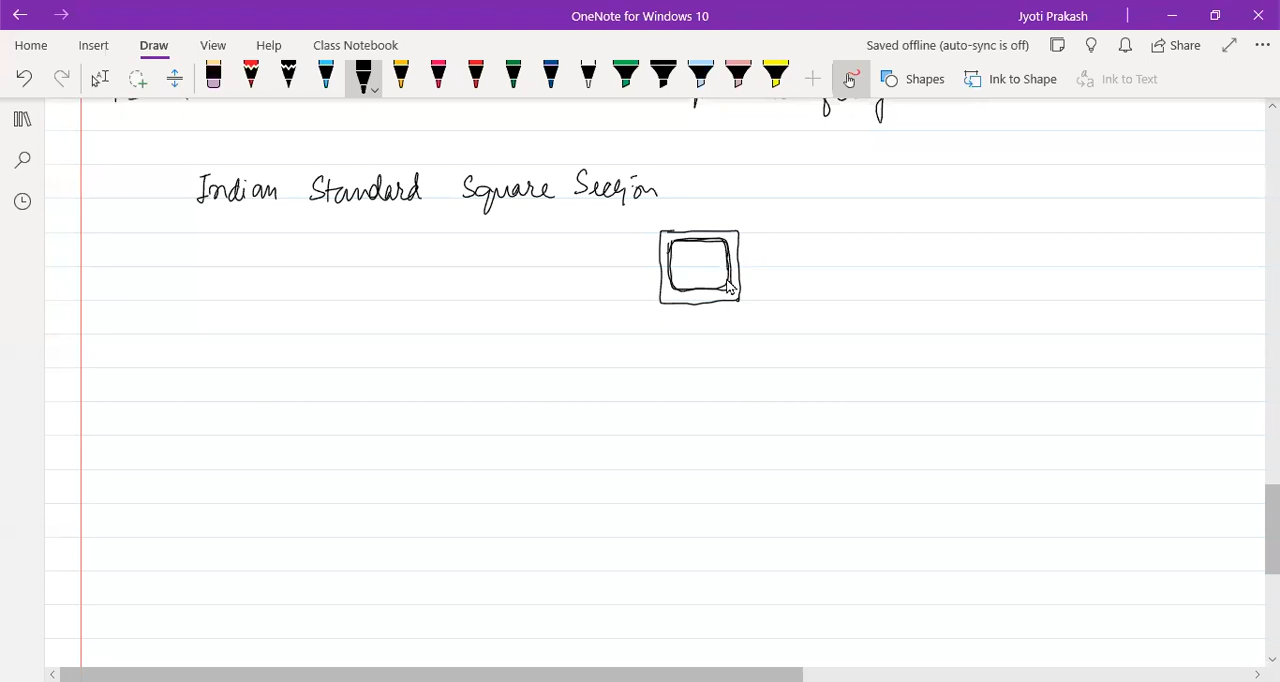 OneNote for Windows 10
Jyoti Prakash
Home Insert Draw View Help Class Notebook
Saved offline (auto-sync is off) Share
Shapes Ink to Shape Ink to Text
Indian Standard Square Section